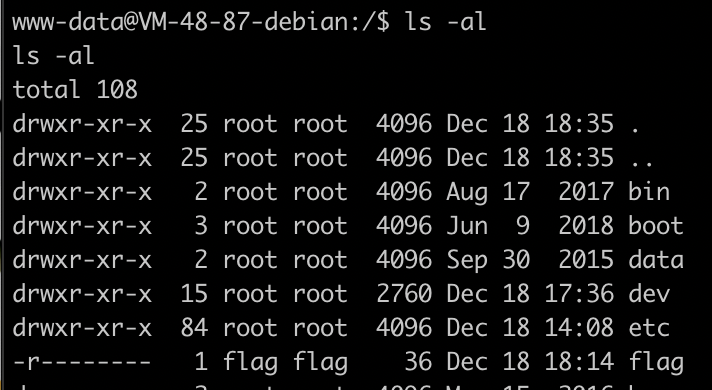 www-data@VM-48-87-debian:/$ ls -al
ls -al
total 108
drwxr-xr-x  25 root root  4096 Dec 18 18:35 .
drwxr-xr-x  25 root root  4096 Dec 18 18:35 ..
drwxr-xr-x   2 root root  4096 Aug 17  2017 bin
drwxr-xr-x   3 root root  4096 Jun  9  2018 boot
drwxr-xr-x   2 root root  4096 Sep 30  2015 data
drwxr-xr-x  15 root root  2760 Dec 18 17:36 dev
drwxr-xr-x  84 root root  4096 Dec 18 14:08 etc
-r--------   1 flag flag    36 Dec 18 18:14 flag